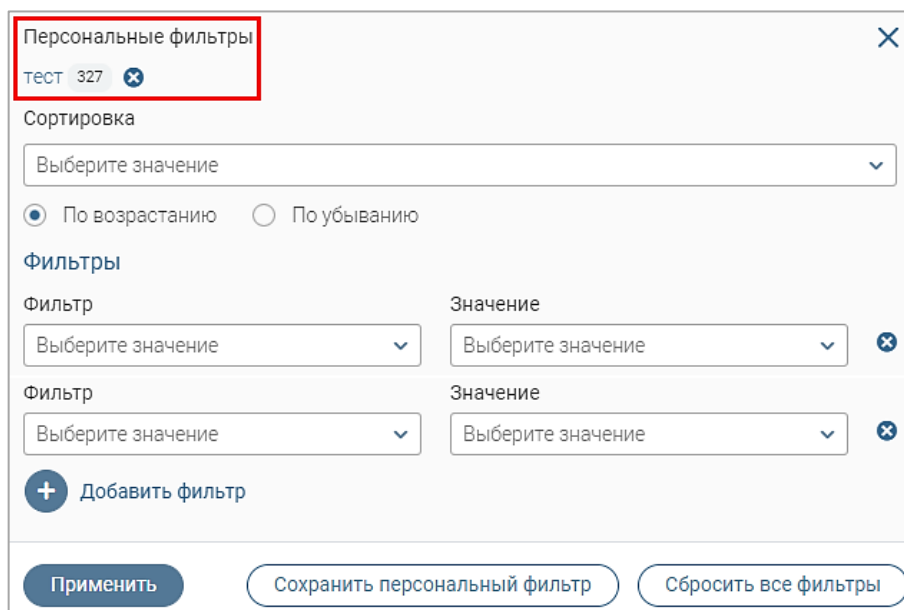 Персональные фильтры
тест 327
Сортировка
Выберите значение
По возрастанию По убыванию
Фильтры
Фильтр Значение
Выберите значение Выберите значение
Фильтр Значение
Выберите значение Выберите значение
Добавить фильтр
Применить Сохранить персональный фильтр Сбросить все фильтры